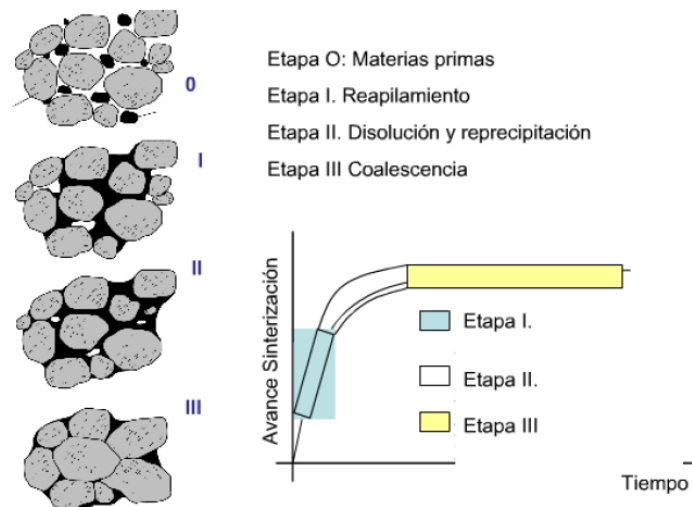 0
I
II
III
Etapa O: Materias primas
Etapa I. Reapilamiento
Etapa II. Disolución y reprecipitación
Etapa III Coalescencia
Avance Sinterización
Etapa I.
Etapa II.
Etapa III
Tiempo